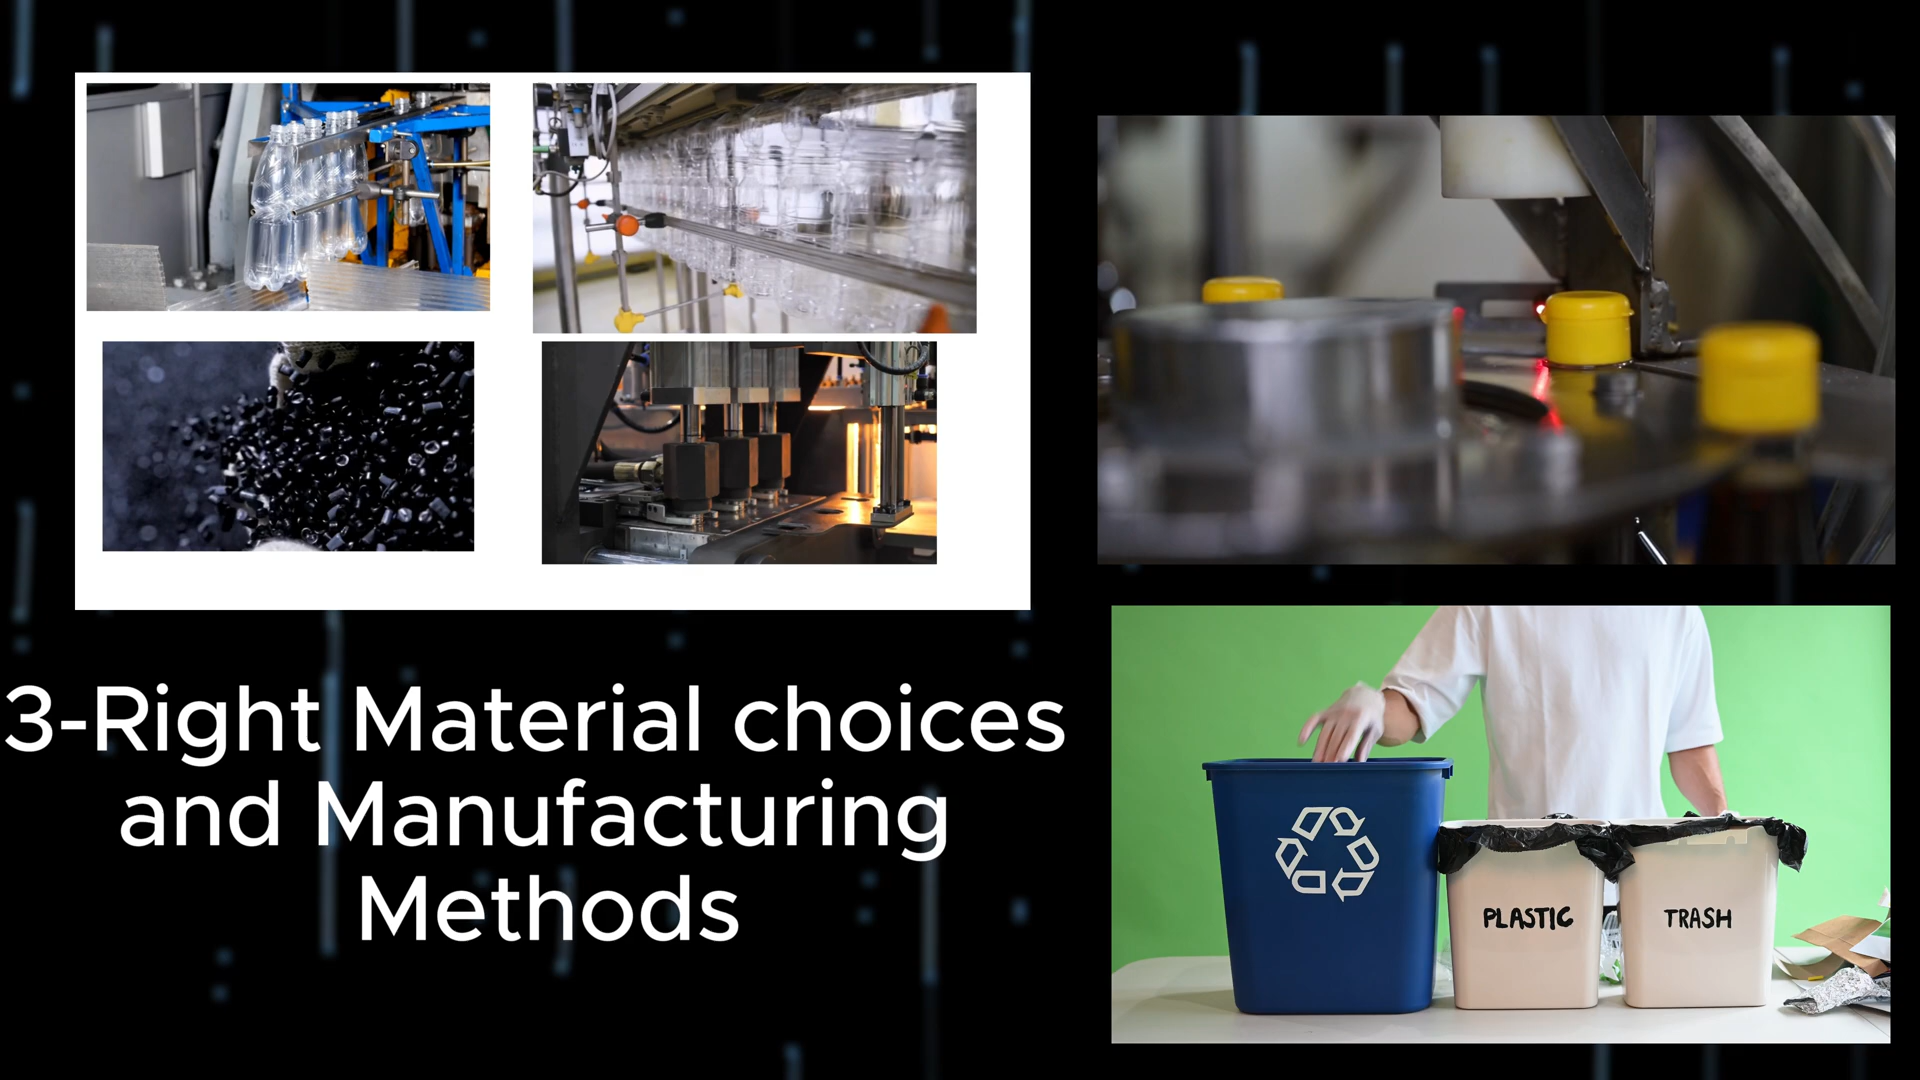 3-Right Material choices
and Manufacturing
Methods
PLASTIC
TRASH